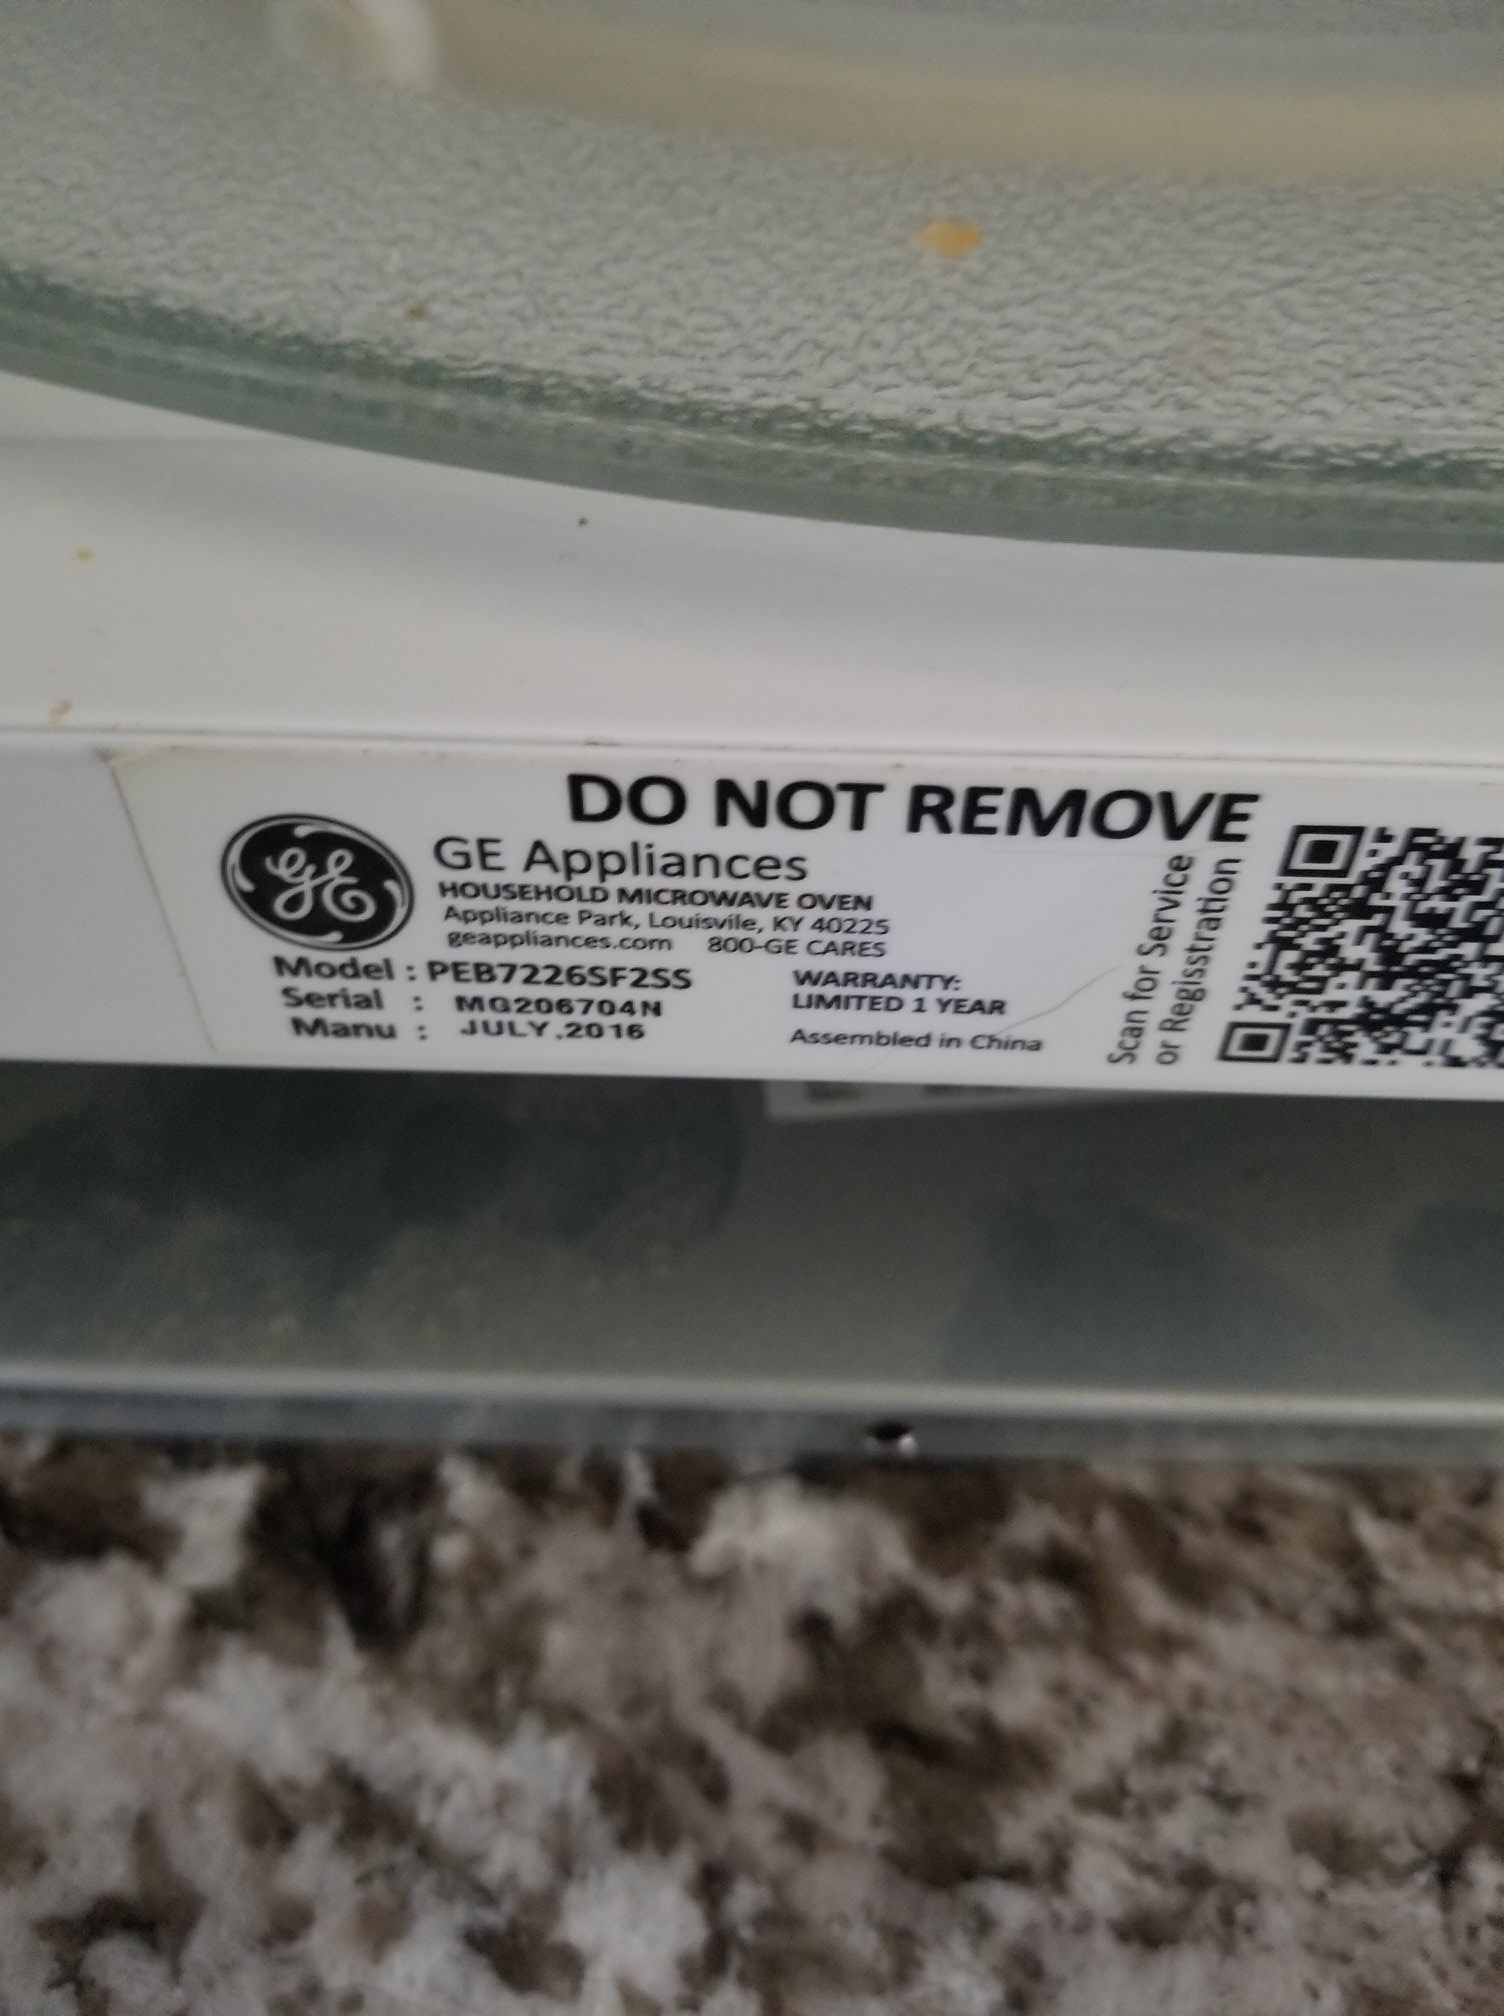 DO NOT REMOVE
GE
GE Appliances
HOUSEHOLD MICROWAVE OVEN
Appliance Park, Louisvile, KY 40225
geappliances.com 800-GE CARES
Model : PEB7226SF2SS
Serial : MG206704N
Manu : JULY,2016
WARRANTY:
LIMITED 1 YEAR
Assembled in China
Scan for Service
or Regisstration